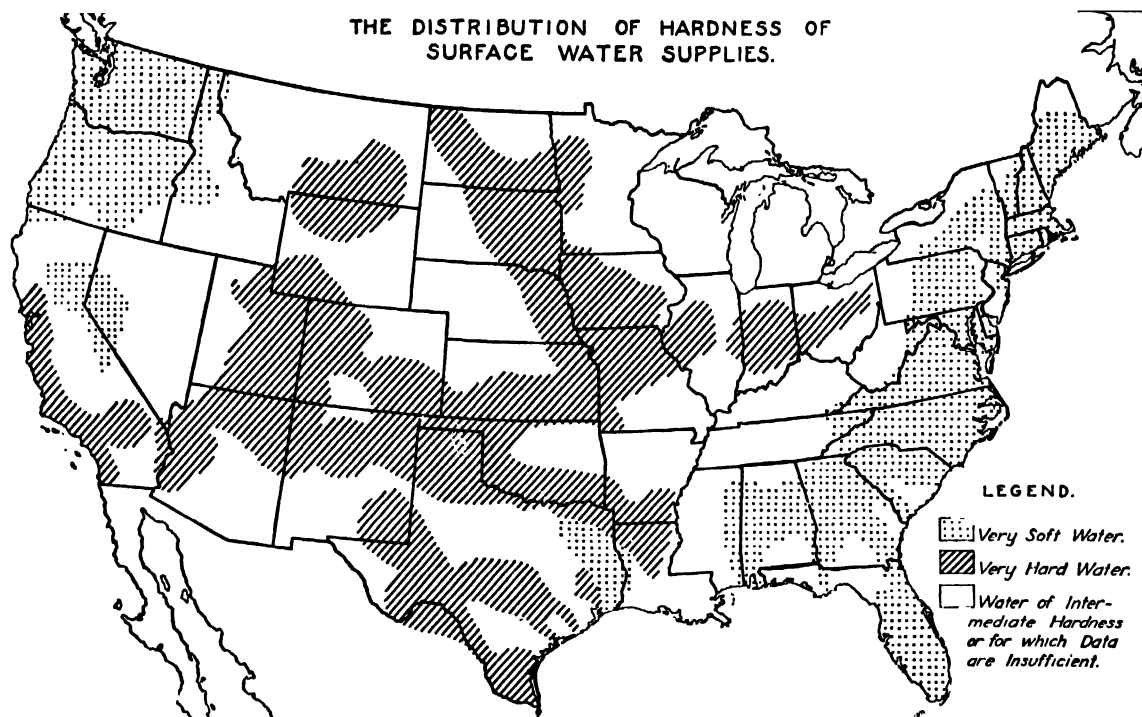 THE DISTRIBUTION OF HARDNESS OF
SURFACE WATER SUPPLIES.
LEGEND.
Very Soft Water.
Very Hard Water.
Water of Inter-
mediate Hardness
or for which Data
are Insufficient.